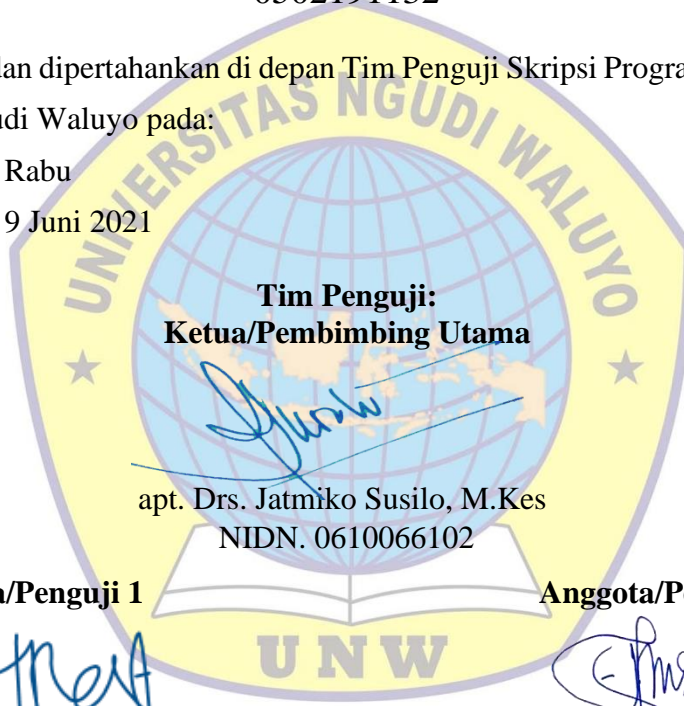 dan dipertahankan di depan Tim Penguji Skripsi Progra
udi Waluyo pada:
Rabu
9 Juni 2021
UNIVERSITAS NGUDI WALUYO
Tim Penguji:
Ketua/Pembimbing Utama
apt. Drs. Jatmiko Susilo, M.Kes
NIDN. 0610066102
a/Penguji 1
Anggota/Pe
UNW